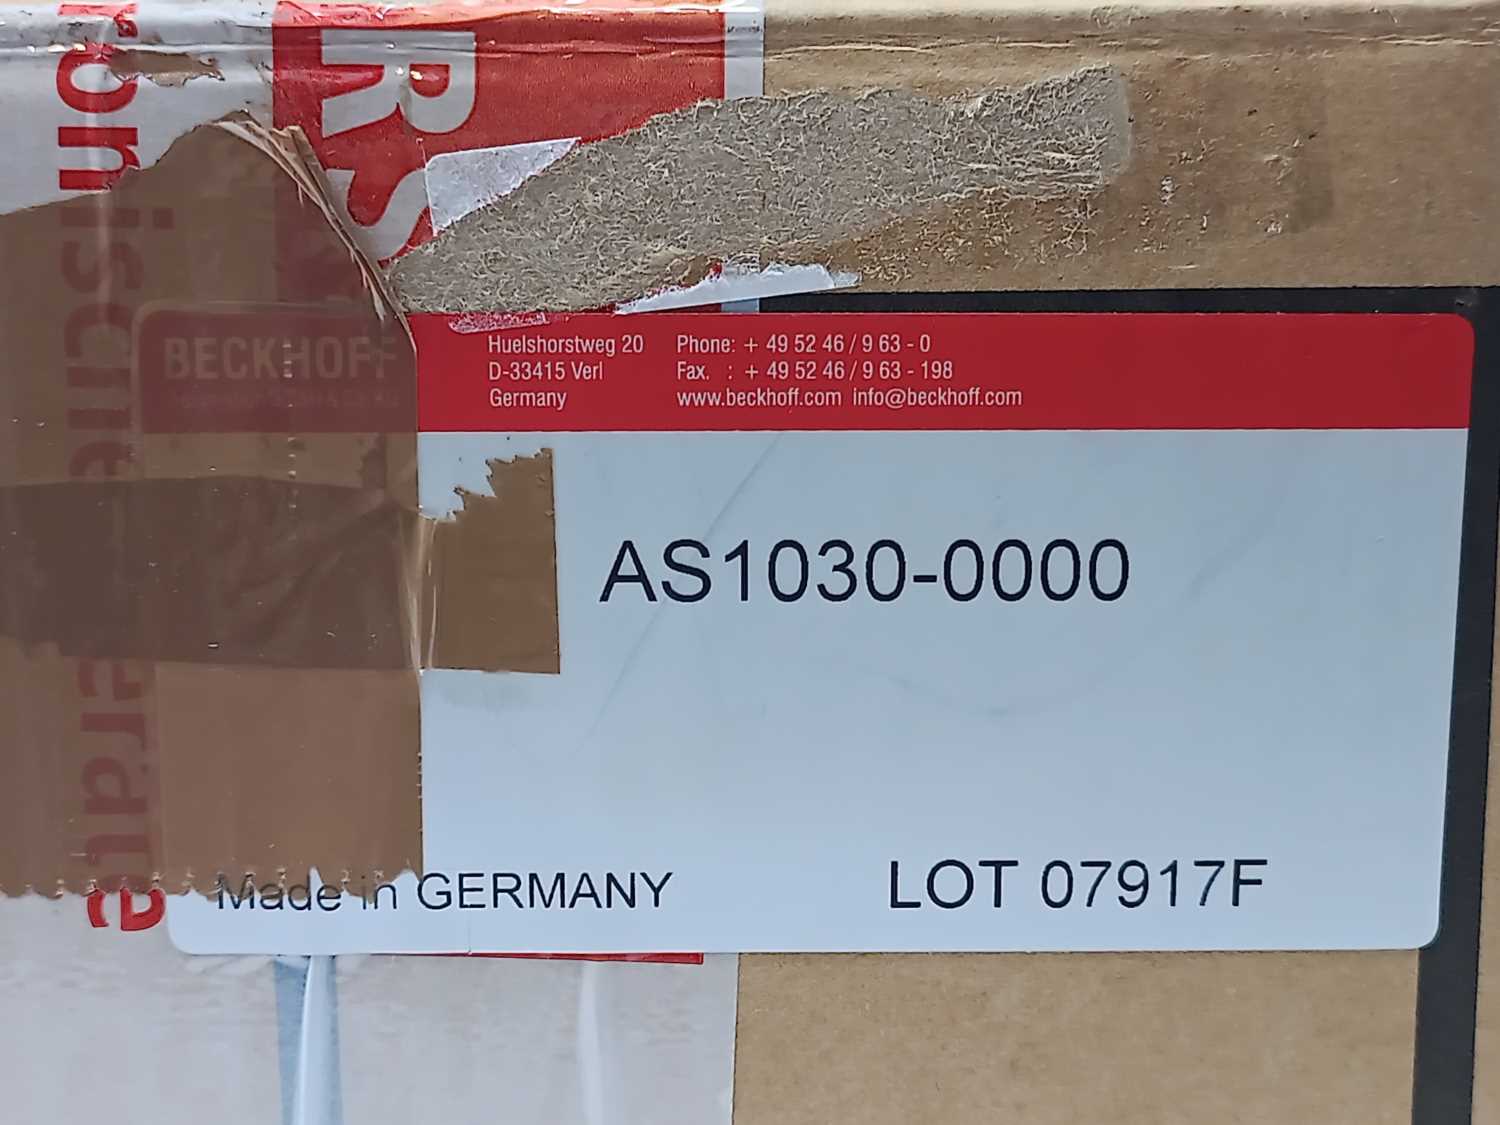 BECKHOFF
Huelshorstweg 20
D-33415 Verl
Germany
Phone: + 49 52 46 / 9 63 - 0
Fax. : + 49 52 46 / 9 63 - 198
www.beckhoff.com info@beckhoff.com
AS1030-0000
Made in GERMANY
LOT 07917F